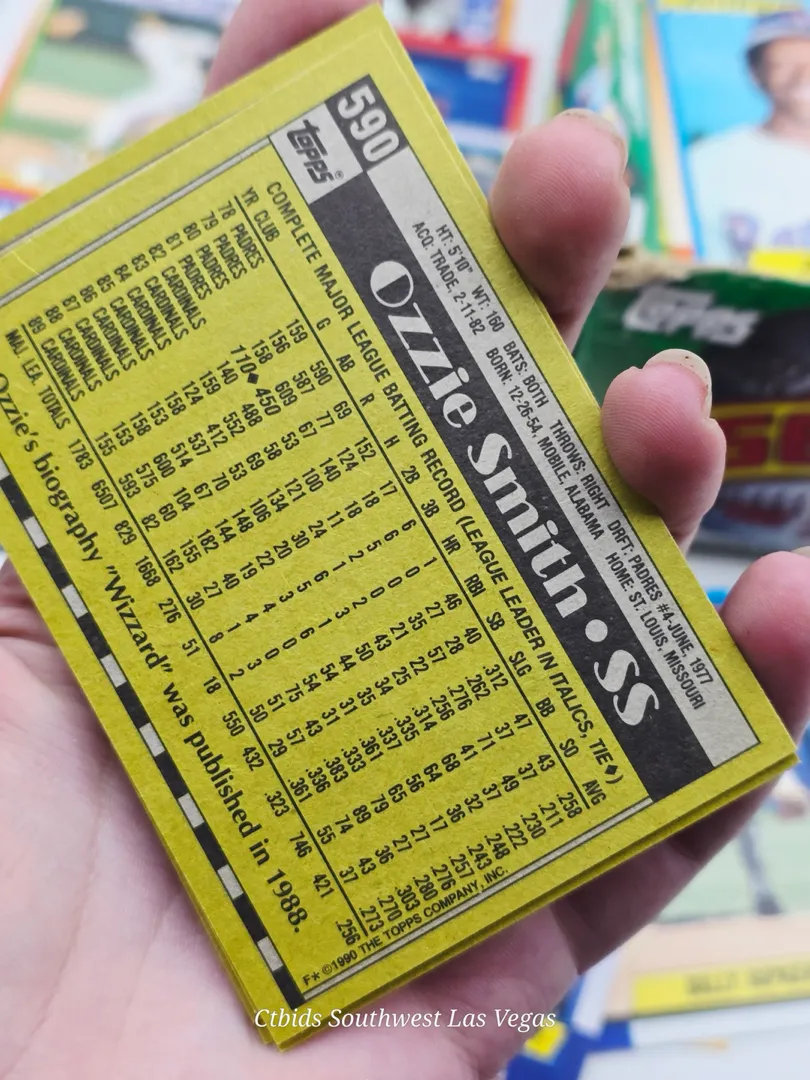 590
Topps®
HT: 5'10" WT: 160 BATS: BOTH THROWS: RIGHT DRFT: PADRES #4-JUNE, 1977
ACQ: TRADE, 2-11-82 BORN: 12-26-54, MOBILE, ALABAMA HOME: ST. LOUIS, MISSOURI
Ozzie Smith • SS
COMPLETE MAJOR LEAGUE BATTING RECORD (LEAGUE LEADER IN ITALICS, TIE♦)
YR CLUB G AB R H 2B 3B HR RBI SB SLG BB SO AVG
78 PADRES 159 590 69 152 17 6 1 46 40 .312 47 43 .258
79 PADRES 156 587 77 124 18 6 0 27 28 .262 37 37 .211
80 PADRES 158 609 67 140 18 5 0 35 57 .276 71 49 .230
81 PADRES 110♦ 450 53 100 11 2 0 21 22 .256 41 37 .222
82 CARDINALS 140 488 58 121 24 1 2 43 25 .314 68 32 .248
83 CARDINALS 159 552 69 134 30 6 3 50 34 .335 64 36 .243
84 CARDINALS 124 412 53 106 20 5 1 44 35 .337 56 17 .257
85 CARDINALS 158 537 70 148 22 3 6 54 31 .361 65 27 .276
86 CARDINALS 153 514 67 144 19 4 0 54 31 .333 79 27 .280
87 CARDINALS 158 600 104 182 40 4 0 75 43 .383 89 36 .303
88 CARDINALS 153 575 80 155 27 1 3 51 57 .336 74 43 .270
89 CARDINALS 155 593 82 162 30 8 2 50 29 .361 55 37 .273
MAJ. LEA. TOTALS 1783 6507 829 1668 276 51 18 550 432 .323 746 421 .256
Ozzie's biography "Wizzard" was published in 1988.
F* ©1990 THE TOPPS COMPANY, INC.
Topps
Ctbids Southwest Las Vegas